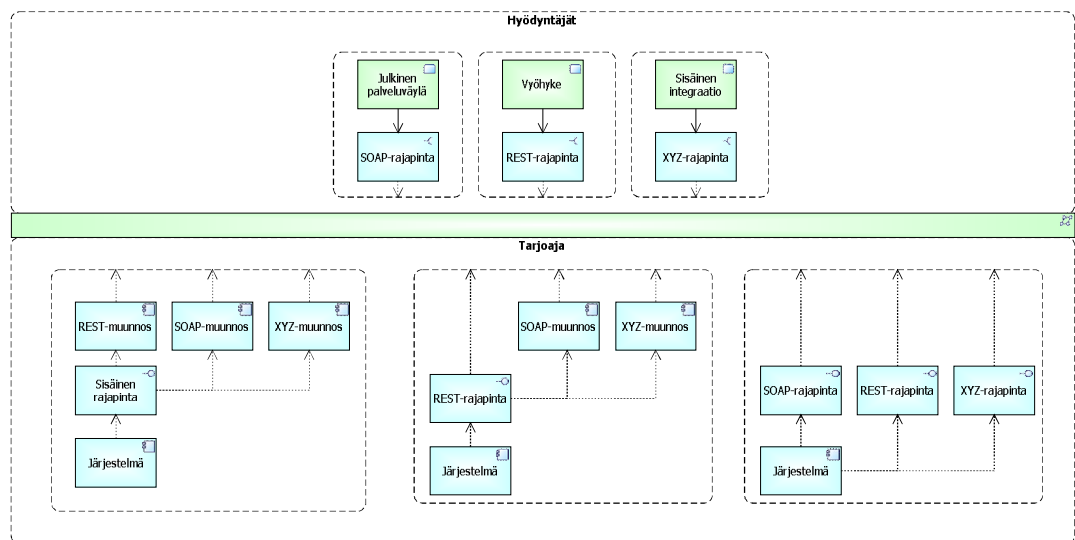 Hyödyntäjät
Julkinen
palveluväylä
Vyöhyke
Sisäinen
integraatio
SOAP-rajapinta
REST-rajapinta
XYZ-rajapinta
Tarjoaja
REST-muunnos
SOAP-muunnos
XYZ-muunnos
Sisäinen
rajapinta
Järjestelmä
SOAP-muunnos
XYZ-muunnos
REST-rajapinta
Järjestelmä
SOAP-rajapinta
REST-rajapinta
XYZ-rajapinta
Järjestelmä